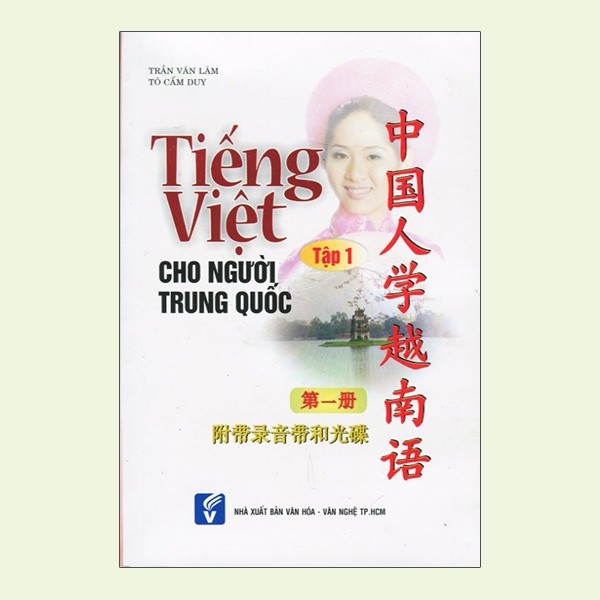 TRẦN VĂN LÀM
TÔ CẨM DUY
Tiếng
Việt
CHO NGƯỜI
TRUNG QUỐC
Tập 1
中国人学越南语
第一册
附带录音带和光碟
NHÀ XUẤT BẢN VĂN HÓA - VĂN NGHỆ TP.HCM